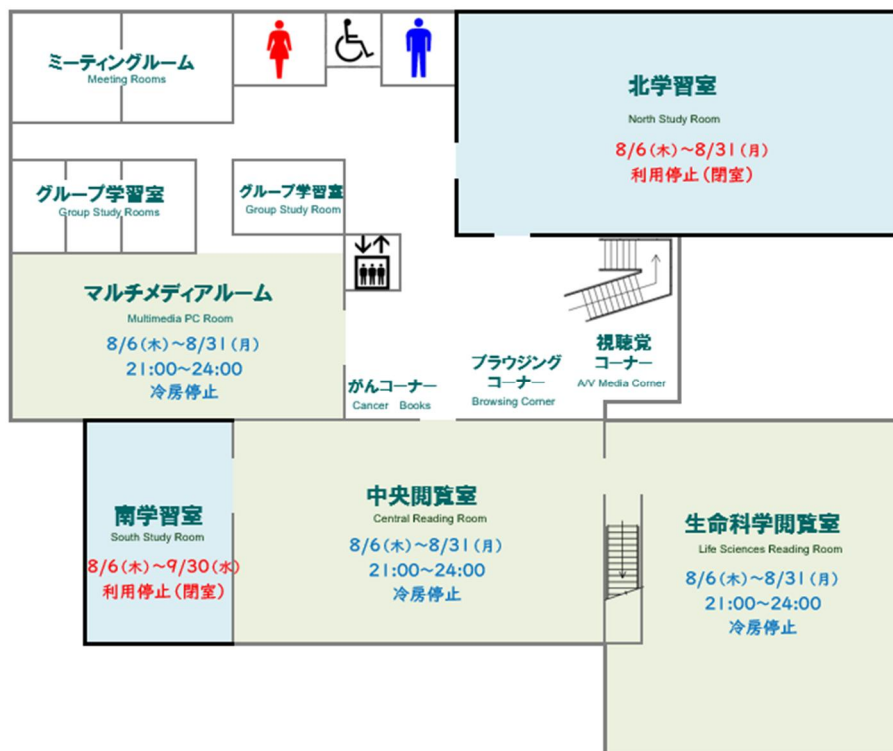 ミーティングルーム
Meeting Rooms
北学習室
North Study Room
8/6(木)~8/31(月)
利用停止(閉室)
グループ学習室
Group Study Rooms
グループ学習室
Group Study Room
マルチメディアルーム
Multimedia PC Room
8/6(木)~8/31(月)
21:00~24:00
冷房停止
がんコーナー
Cancer Books
ブラウジング
コーナー
Browsing Corner
視聴覚
コーナー
A/V Media Corner
南学習室
South Study Room
8/6(木)~9/30(水)
利用停止(閉室)
中央閲覧室
Central Reading Room
8/6(木)~8/31(月)
21:00~24:00
冷房停止
生命科学閲覧室
Life Sciences Reading Room
8/6(木)~8/31(月)
21:00~24:00
冷房停止